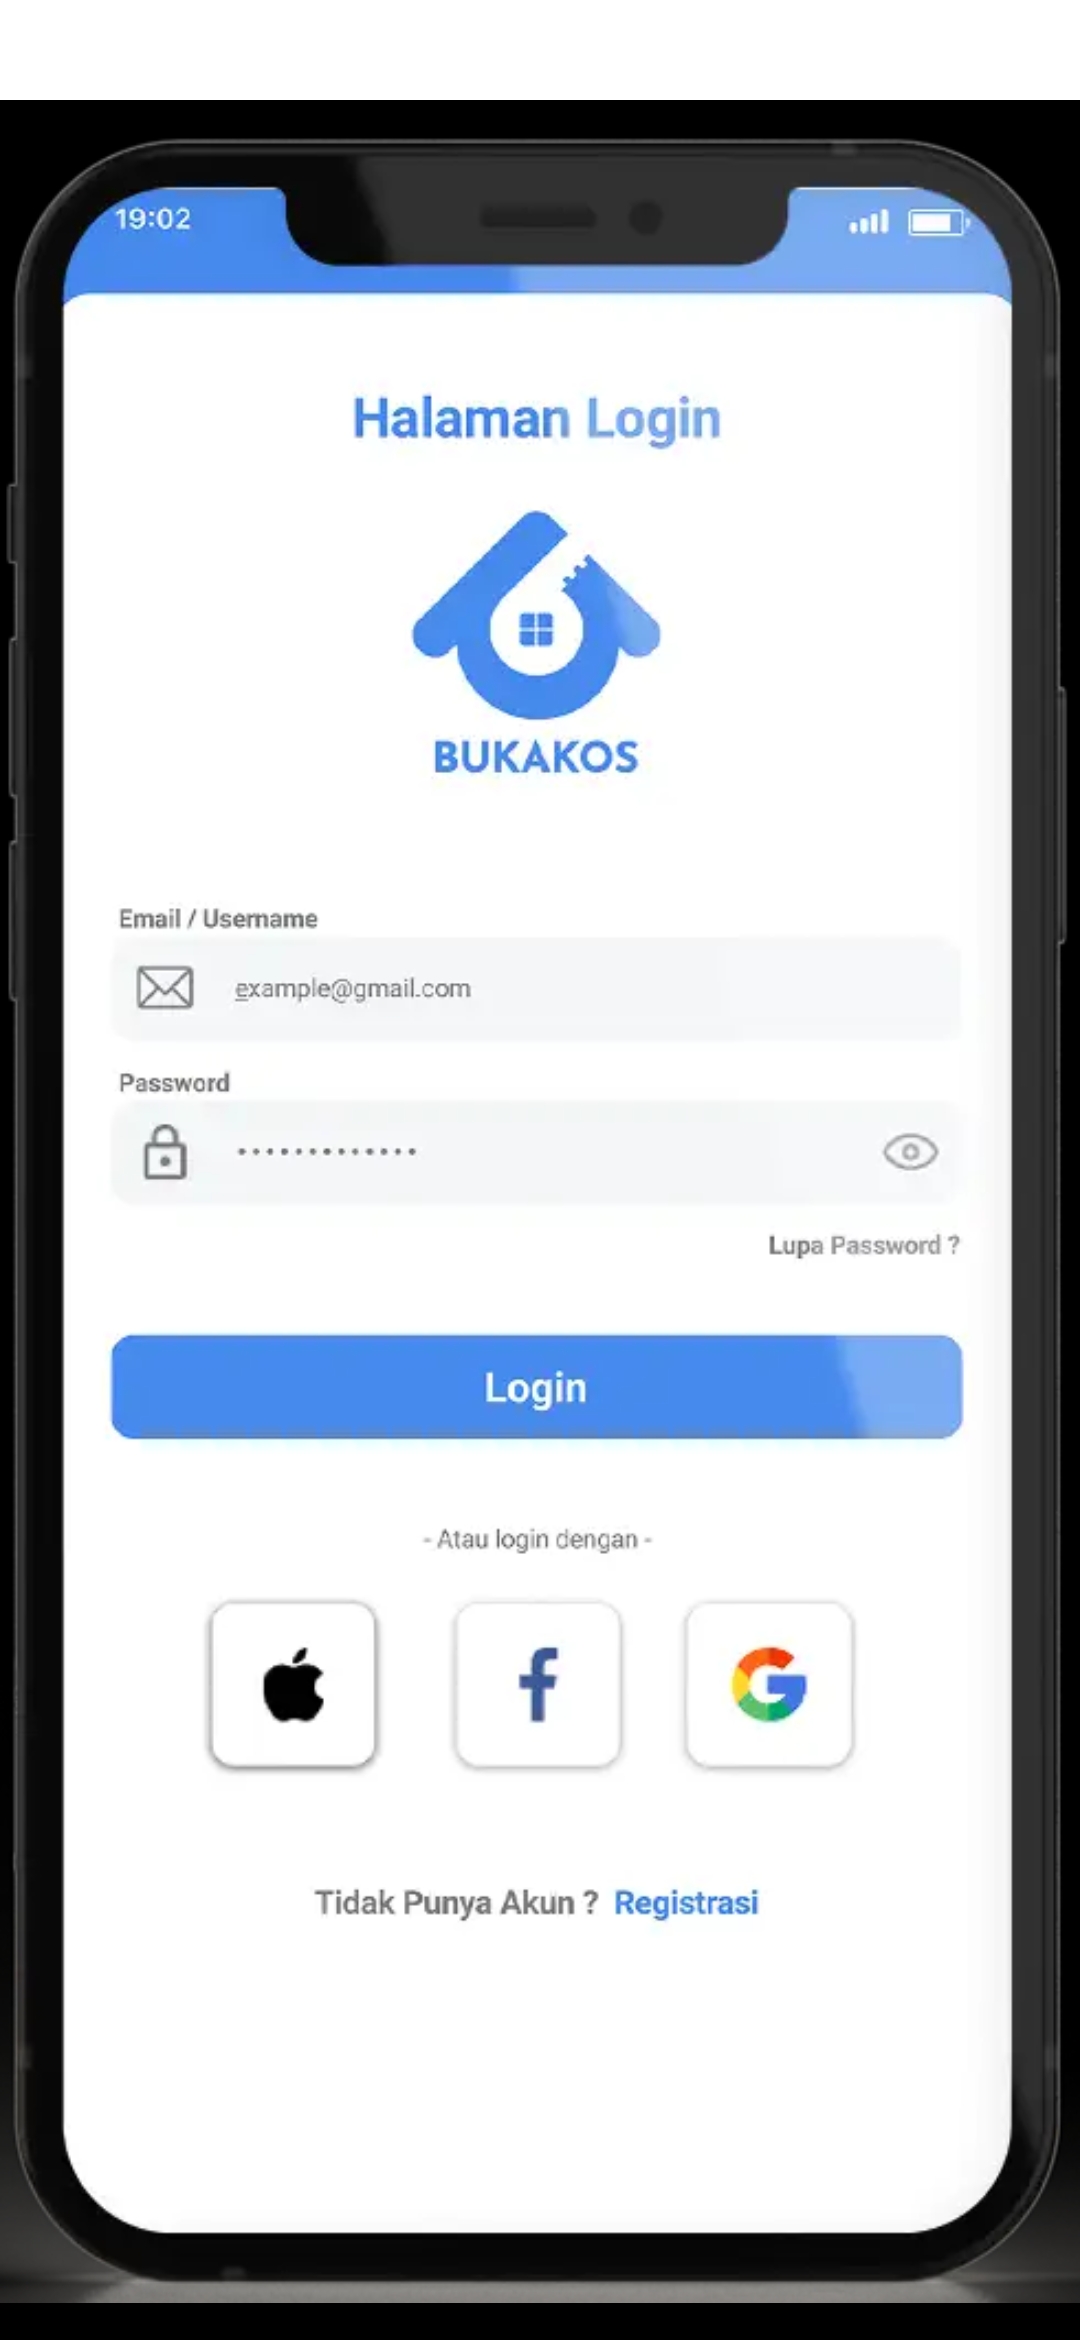 19:02
Halaman Login
BUKAKOS
Email / Username
example@gmail.com
Password
Lupa Password ?
Login
- Atau login dengan -
Tidak Punya Akun ? Registrasi